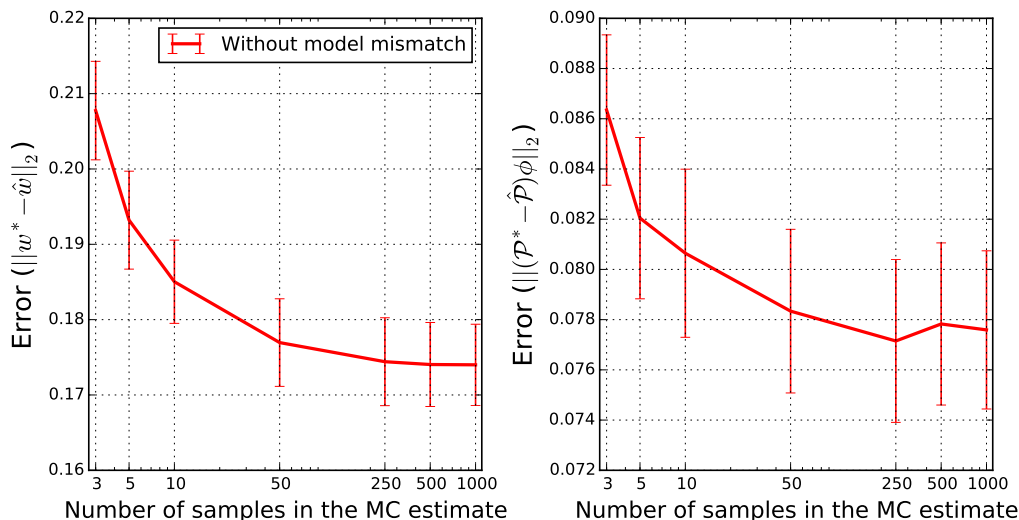 0.22
0.21
0.20
0.19
0.18
0.17
0.16
Error (||w* − ŵ||₂)
Without model mismatch
3 5 10 50 250 500 1000
Number of samples in the MC estimate
0.090
0.088
0.086
0.084
0.082
0.080
0.078
0.076
0.074
0.072
Error (||(𝒫* − 𝒫̂)ϕ||₂)
3 5 10 50 250 500 1000
Number of samples in the MC estimate